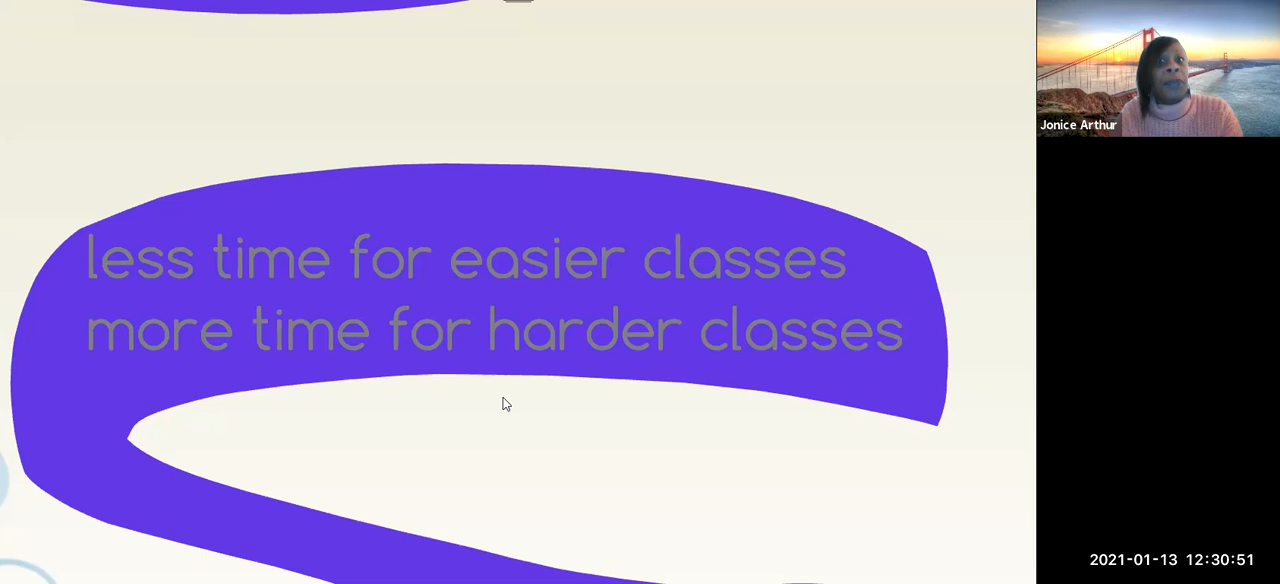 less time for easier classes
more time for harder classes
Jonice Arthur
2021-01-13 12:30:51